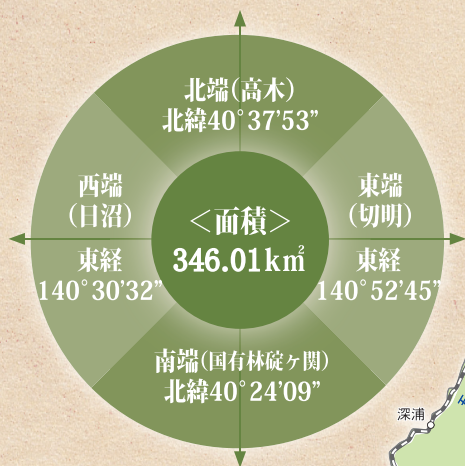 北端(高木)
北緯40°37’53”
西端
(日沼)
東経
140°30’32”
<面積>
346.01k㎡
東端
(切明)
東経
140°52’45”
南端(国有林碇ヶ関)
北緯40°24’09”
深浦